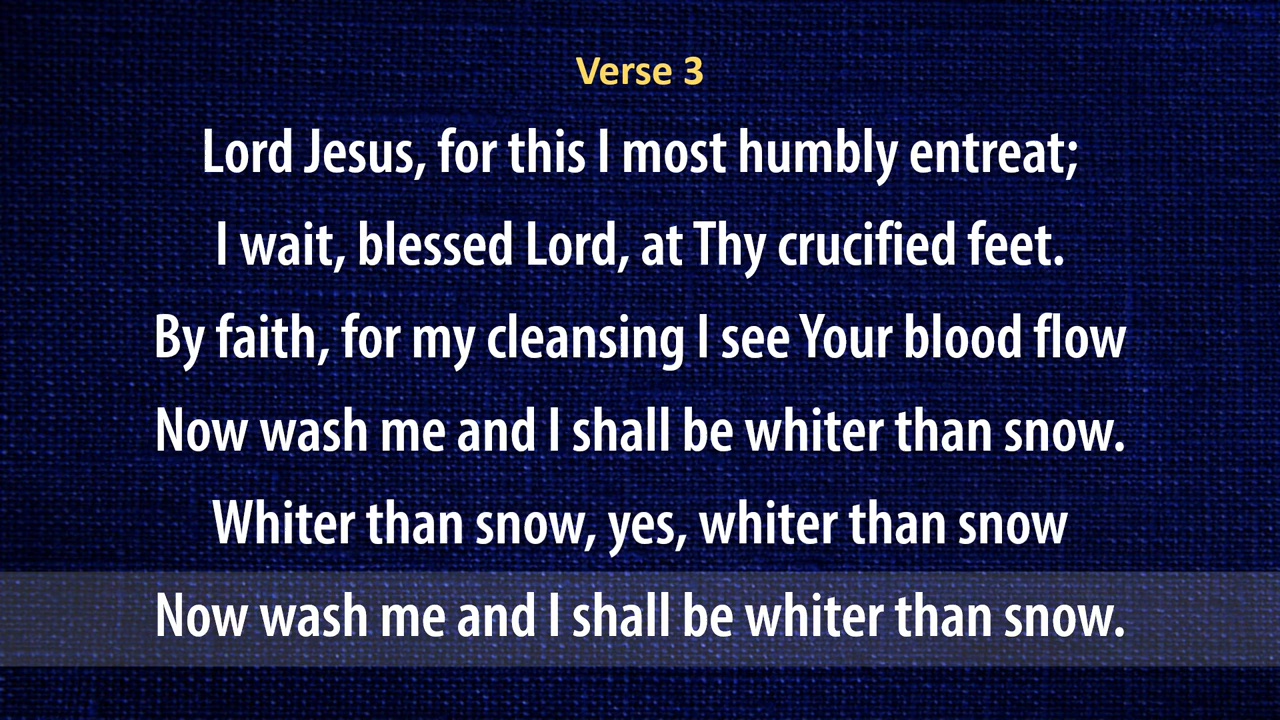 Verse 3
Lord Jesus, for this I most humbly entreat;
I wait, blessed Lord, at Thy crucified feet.
By faith, for my cleansing I see Your blood flow
Now wash me and I shall be whiter than snow.
Whiter than snow, yes, whiter than snow
Now wash me and I shall be whiter than snow.